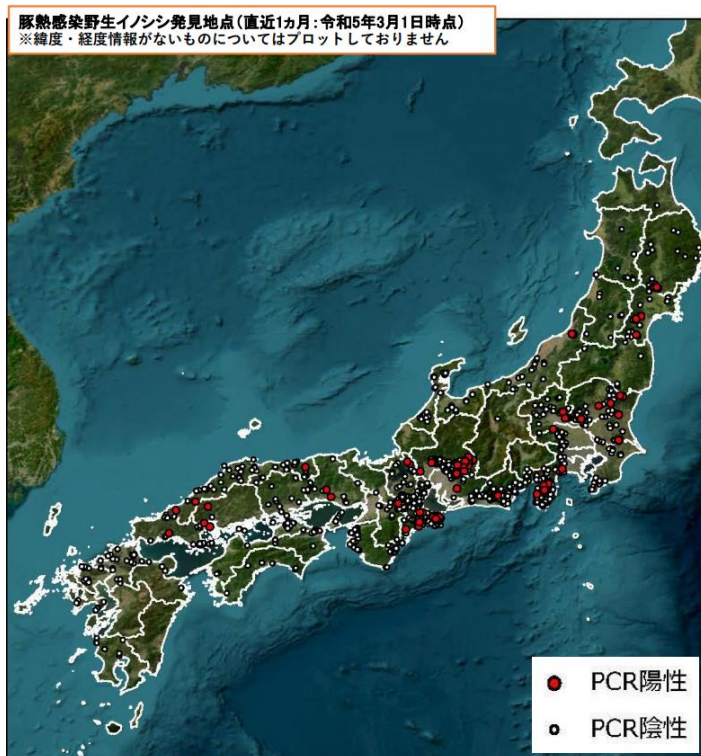 豚熱感染野生イノシシ発見地点(直近1ヵ月:令和5年3月1日時点)
※緯度・経度情報がないものについてはプロットしておりません
PCR陽性
PCR陰性